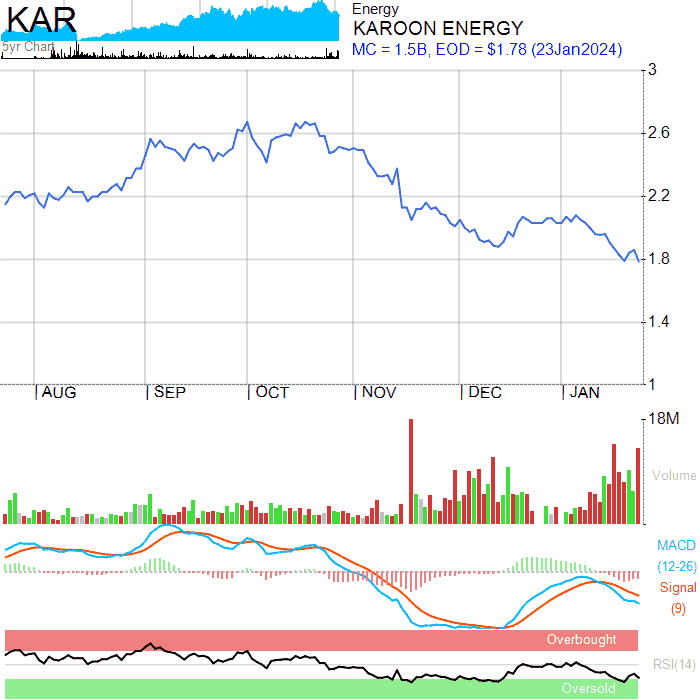 KAR
5yr Chart
Energy
KAROON ENERGY
MC = 1.5B, EOD = $1.78 (23Jan2024)
3
2.6
2.2
1.8
1.4
1
AUG SEP OCT NOV DEC JAN
18M
Volume
MACD
(12-26)
Signal
(9)
Overbought
RSI(14)
Oversold